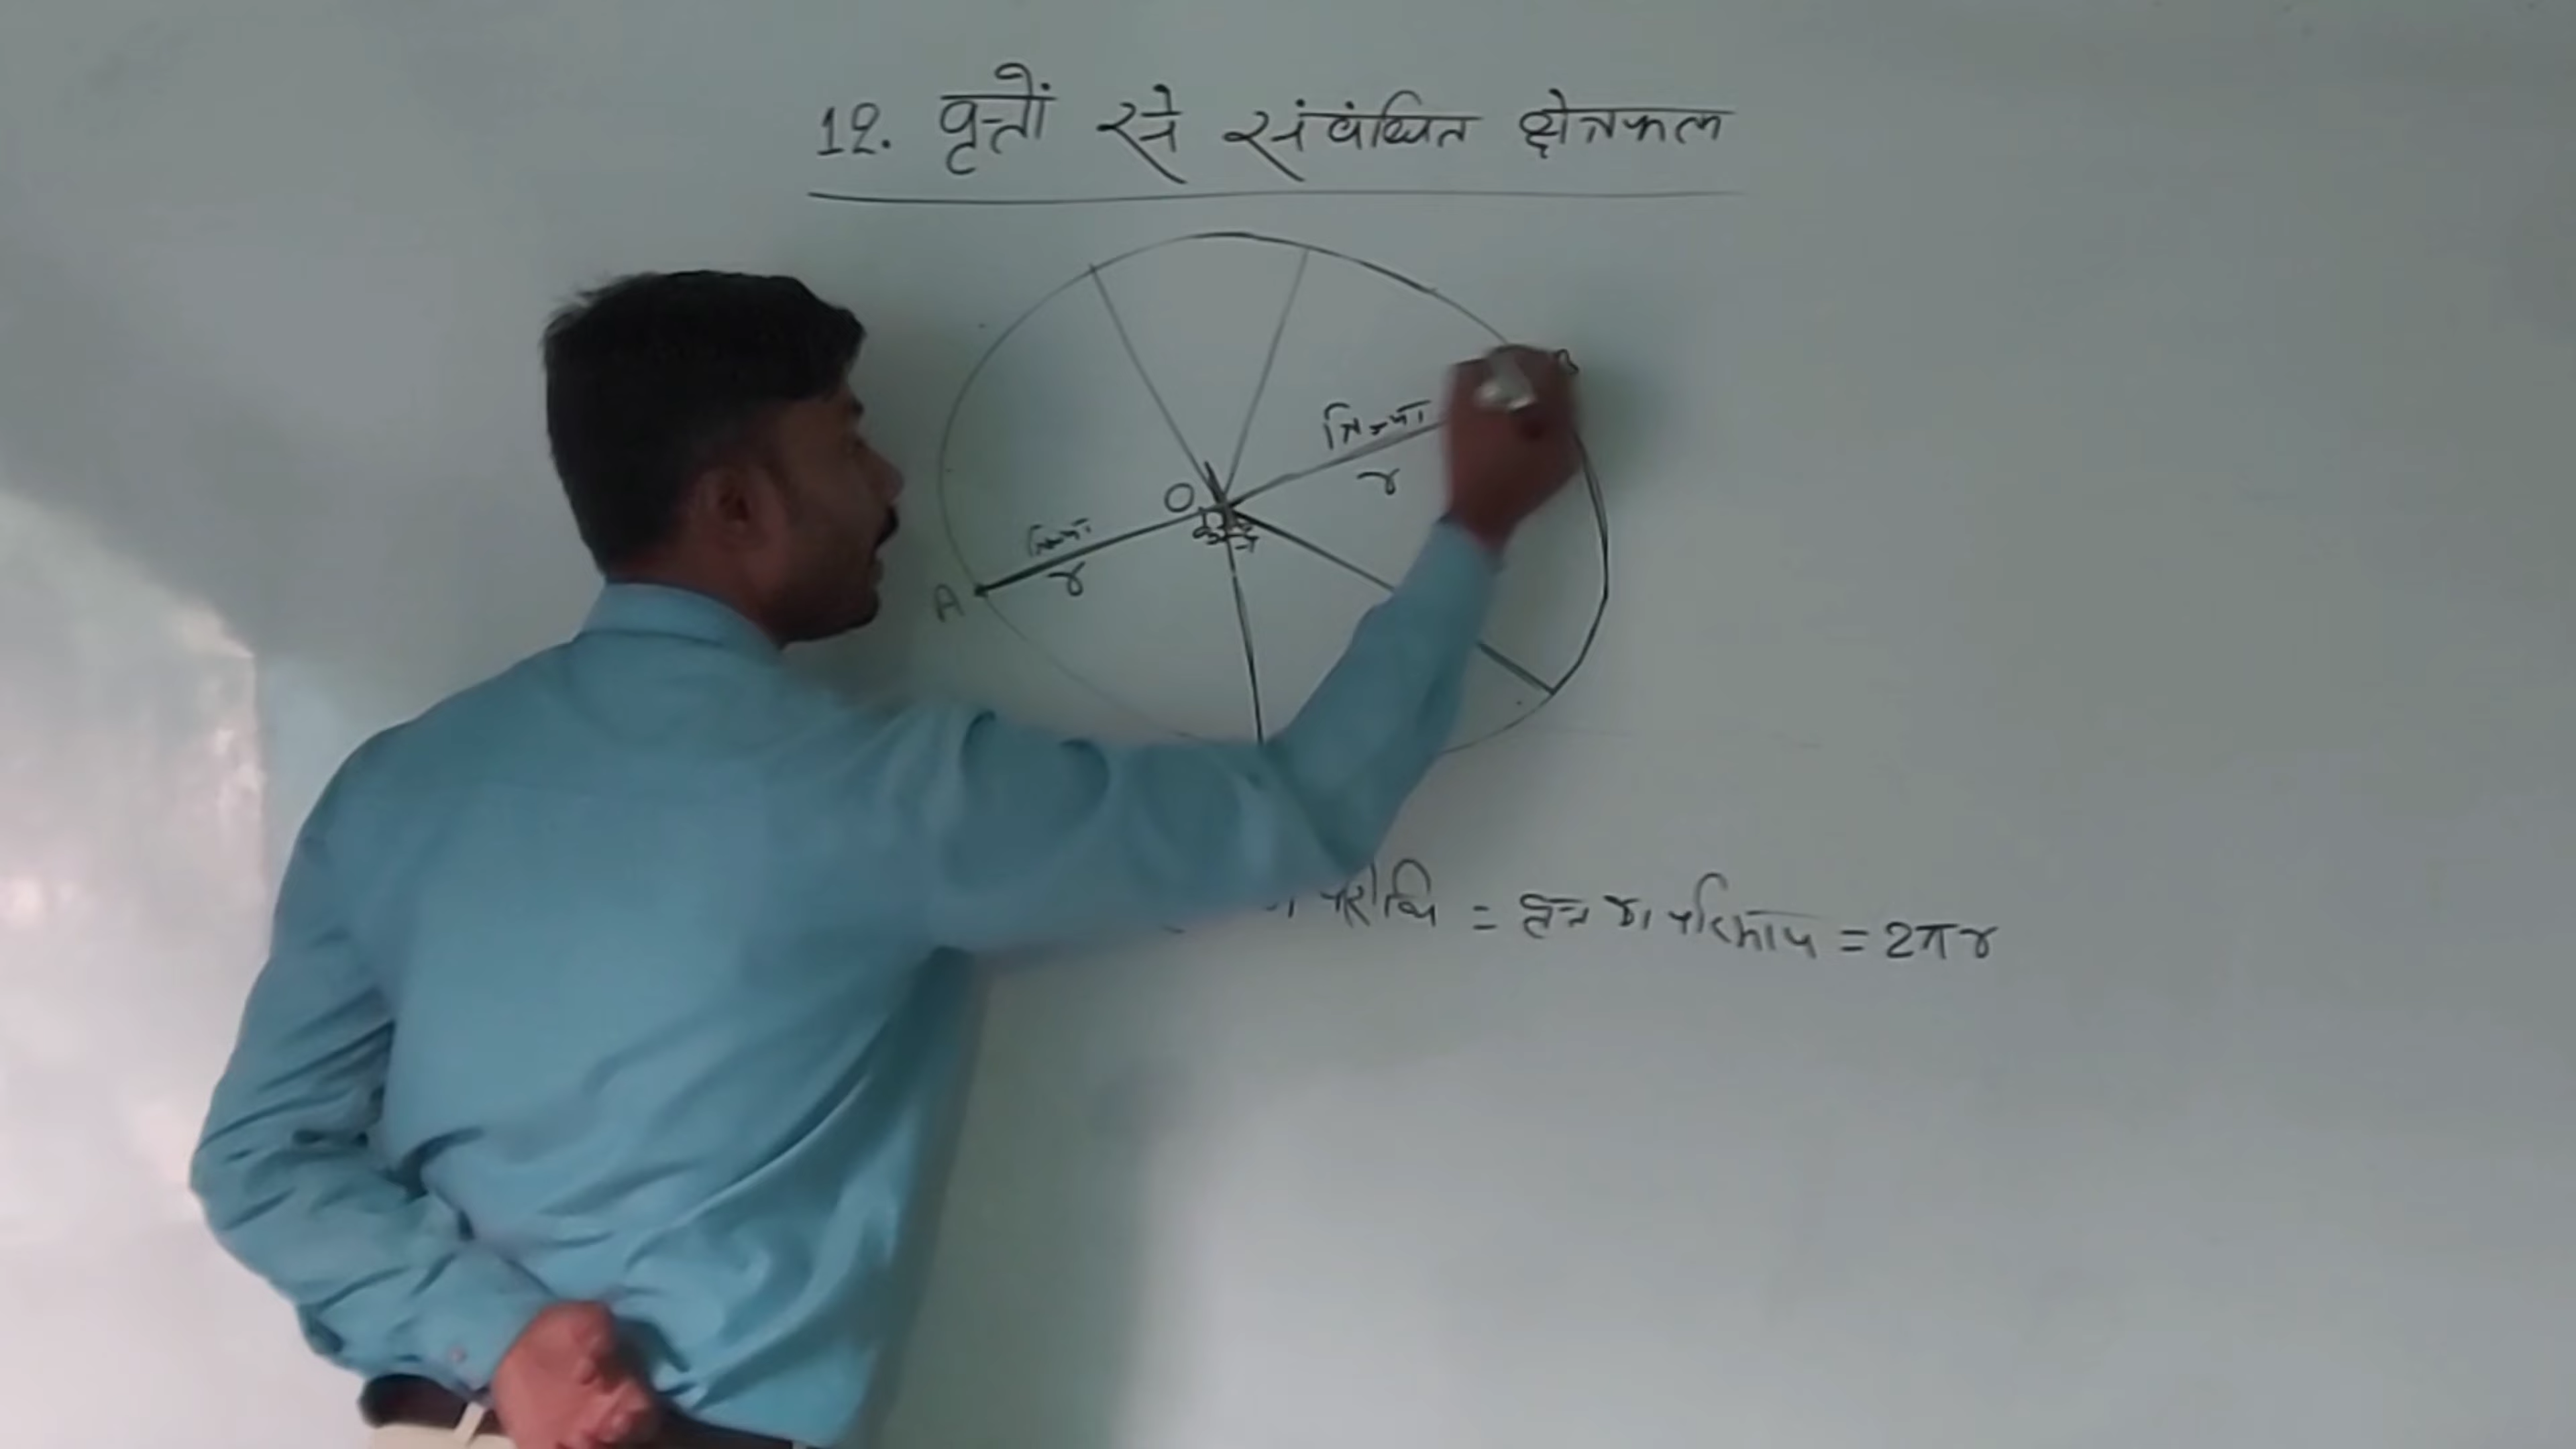 12. वृत्तों से संबंधित क्षेत्रफल
त्रिज्या
r
O
केन्द्र
त्रिज्या
r
A
परिधि = वृत्त का परिमाप = 2πr